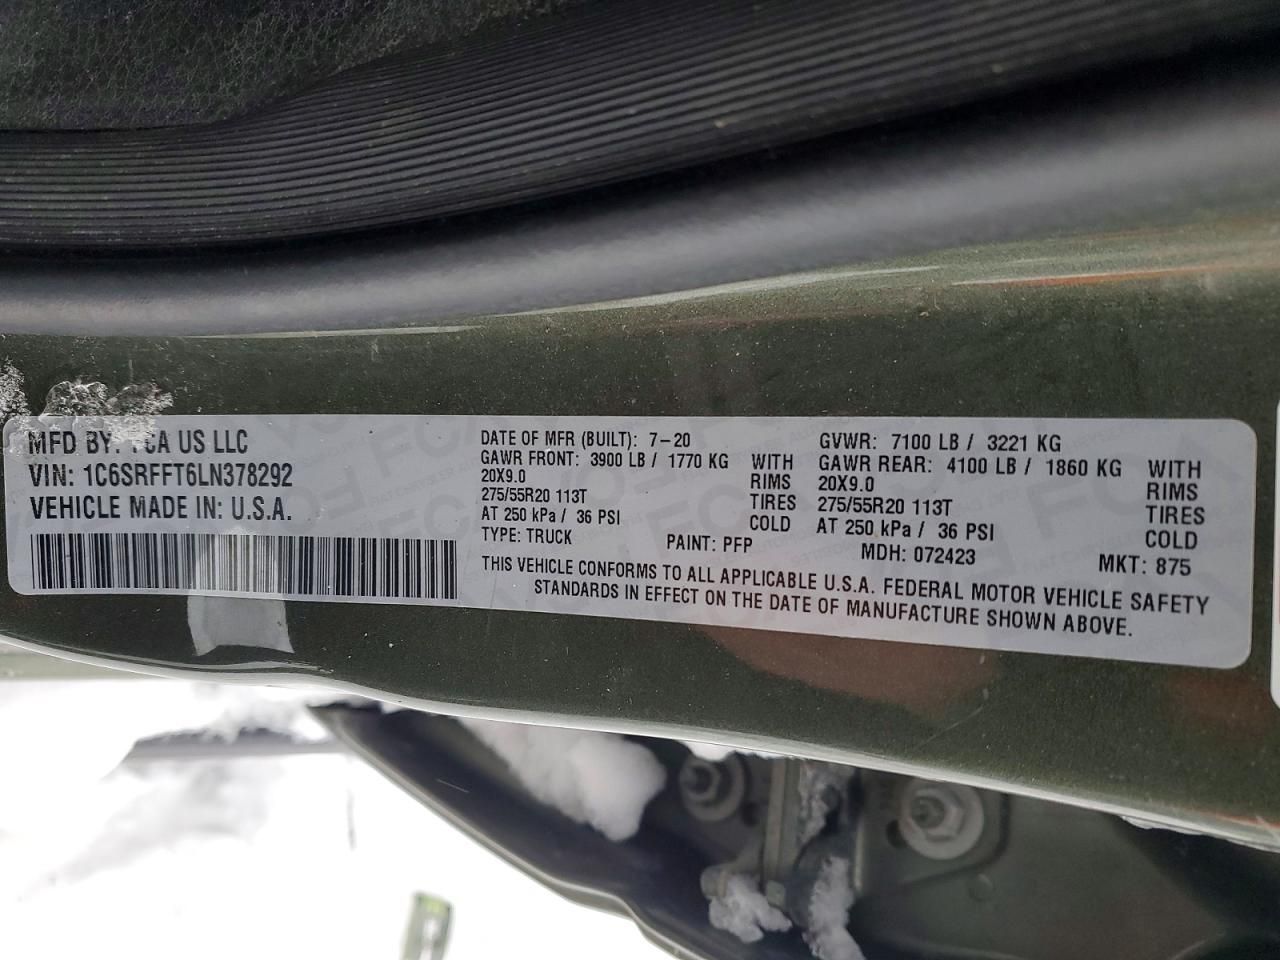 MFD BY: FCA US LLC
VIN: 1C6SRFFT6LN378292
VEHICLE MADE IN: U.S.A.
DATE OF MFR (BUILT): 7-20
GAWR FRONT: 3900 LB / 1770 KG WITH
20X9.0 RIMS
275/55R20 113T TIRES
AT 250 kPa / 36 PSI COLD
TYPE: TRUCK PAINT: PFP
GVWR: 7100 LB / 3221 KG
GAWR REAR: 4100 LB / 1860 KG WITH
20X9.0 RIMS
275/55R20 113T TIRES
AT 250 kPa / 36 PSI COLD
MDH: 072423 MKT: 875
THIS VEHICLE CONFORMS TO ALL APPLICABLE U.S.A. FEDERAL MOTOR VEHICLE SAFETY
STANDARDS IN EFFECT ON THE DATE OF MANUFACTURE SHOWN ABOVE.